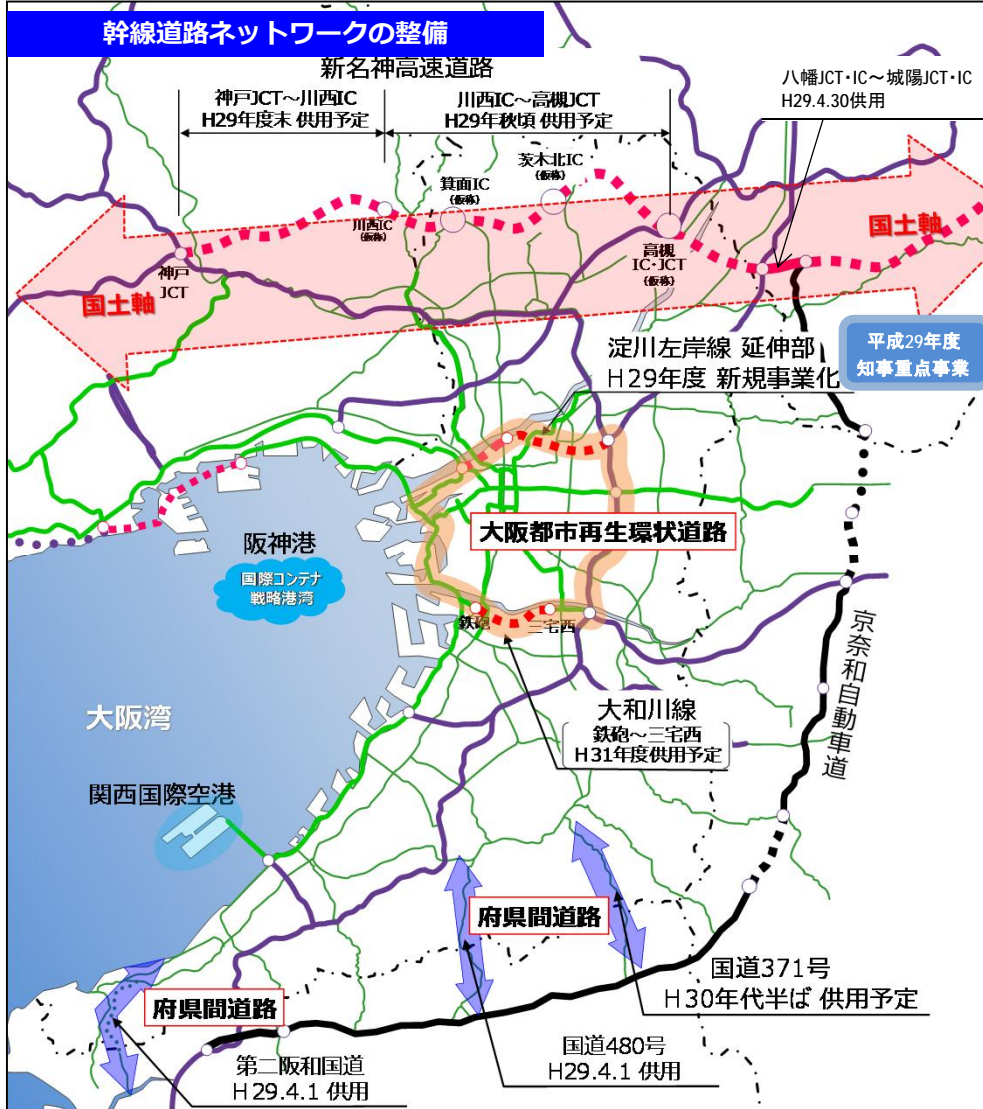 幹線道路ネットワークの整備
新名神高速道路
神戸JCT～川西IC
H29年度末 供用予定
川西IC～高槻JCT
H29年秋頃 供用予定
八幡JCT・IC～城陽JCT・IC
H29.4.30供用
茨木北IC
(仮称)
箕面IC
(仮称)
川西IC
(仮称)
高槻
IC・JCT
(仮称)
神戸
JCT
国土軸
国土軸
淀川左岸線 延伸部
H29年度 新規事業化
平成29年度
知事重点事業
大阪都市再生環状道路
阪神港
国際コンテナ
戦略港湾
鉄砲
三宅西
京奈和自動車道
大和川線
鉄砲～三宅西
H31年度供用予定
大阪湾
関西国際空港
府県間道路
国道371号
H30年代半ば 供用予定
府県間道路
第二阪和国道
H29.4.1 供用
国道480号
H29.4.1 供用